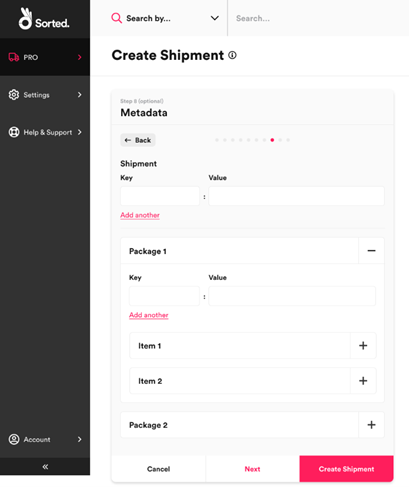 Sorted.
Search by...
Search...
PRO
Create Shipment
Settings
Step 8 (optional)
Metadata
Help & Support
← Back
Shipment
Key
Value
:
Add another
Package 1
Key
Value
:
Add another
Item 1
Item 2
Package 2
Account
Cancel
Next
Create Shipment